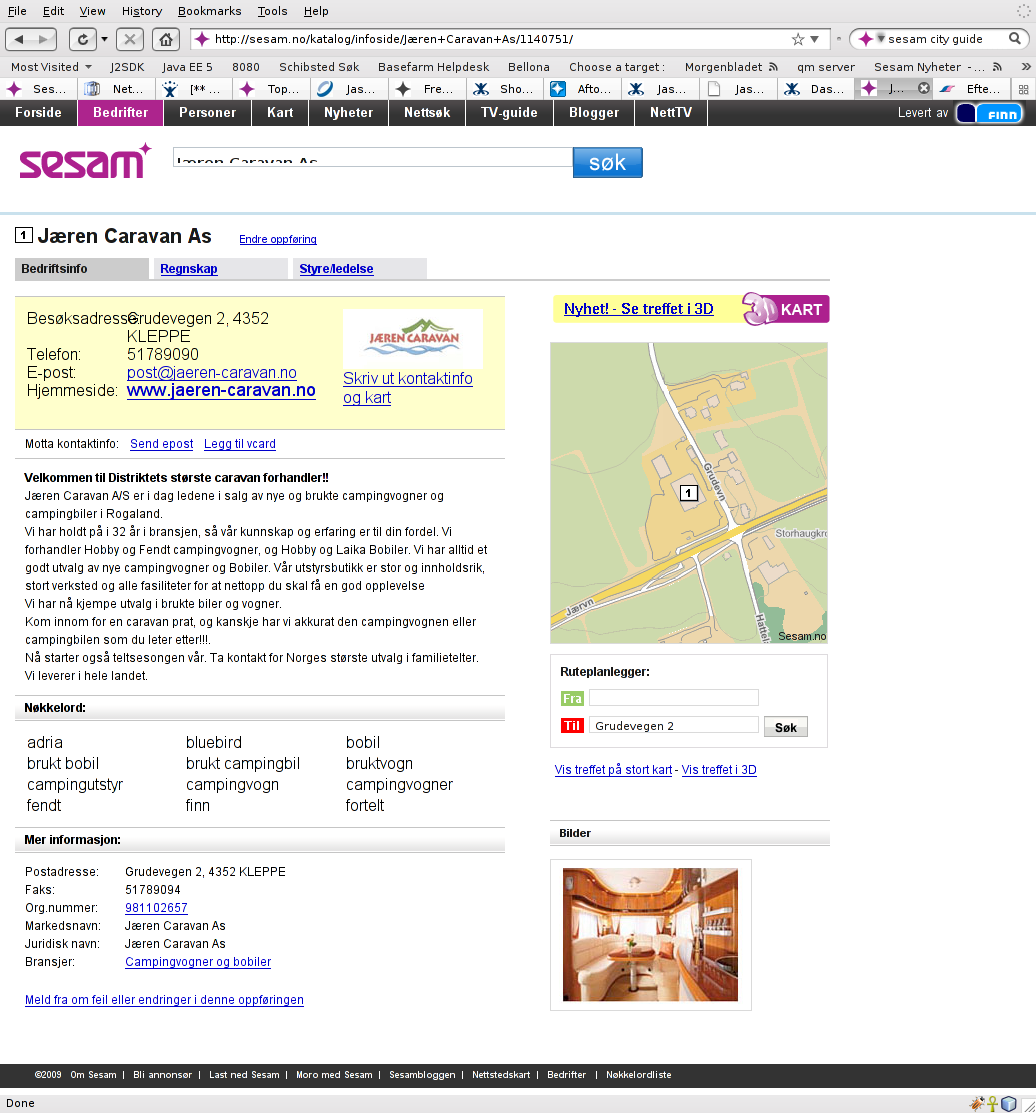 File Edit View History Bookmarks Tools Help
http://sesam.no/katalog/infoside/Jæren+Caravan+As/1140751/
sesam city guide
Most Visited J2SDK Java EE 5 8080 Schibsted Søk Basefarm Helpdesk Bellona Choose a target: Morgenbladet qm server Sesam Nyheter - ... »
Ses... Net... [** ... Top... Jas... Fre... Sho... Afto... Jas... Jas... Das... J... Efte...
Forside Bedrifter Personer Kart Nyheter Nettsøk TV-guide Blogger NettTV Levert av FINN
sesam
Jæren Caravan As
søk
1 Jæren Caravan As Endre oppføring
Bedriftsinfo Regnskap Styre/ledelse
Besøksadresse: Grudevegen 2, 4352
KLEPPE
Telefon: 51789090
E-post: post@jaeren-caravan.no
Hjemmeside: www.jaeren-caravan.no
JÆREN CARAVAN
Skriv ut kontaktinfo
og kart
Motta kontaktinfo: Send epost Legg til vcard
Velkommen til Distriktets største caravan forhandler!!
Jæren Caravan A/S er i dag ledene i salg av nye og brukte campingvogner og
campingbiler i Rogaland.
Vi har holdt på i 32 år i bransjen, så vår kunnskap og erfaring er til din fordel. Vi
forhandler Hobby og Fendt campingvogner, og Hobby og Laika Bobiler. Vi har alltid et
godt utvalg av nye campingvogner og Bobiler. Vår utstyrsbutikk er stor og innholdsrik,
stort verksted og alle fasiliteter for at nettopp du skal få en god opplevelse
Vi har nå kjempe utvalg i brukte biler og vogner.
Kom innom for en caravan prat, og kanskje har vi akkurat den campingvognen eller
campingbilen som du leter etter!!!.
Nå starter også teltsesongen vår. Ta kontakt for Norges største utvalg i familietelter.
Vi leverer i hele landet.
Nøkkelord:
adria bluebird bobil
brukt bobil brukt campingbil bruktvogn
campingutstyr campingvogn campingvogner
fendt finn fortelt
Mer informasjon:
Postadresse: Grudevegen 2, 4352 KLEPPE
Faks: 51789094
Org.nummer: 981102657
Markedsnavn: Jæren Caravan As
Juridisk navn: Jæren Caravan As
Bransjer: Campingvogner og bobiler
Meld fra om feil eller endringer i denne oppføringen
Nyhet! - Se treffet i 3D 3D KART
Grudevn
1
Storhaugkro
Jærvn
Hattela
Sesam.no
Ruteplanlegger:
Fra
Til Grudevegen 2 Søk
Vis treffet på stort kart - Vis treffet i 3D
Bilder
©2009 Om Sesam | Bli annonsør | Last ned Sesam | Moro med Sesam | Sesambloggen | Nettstedskart | Bedrifter | Nøkkelordliste
Done